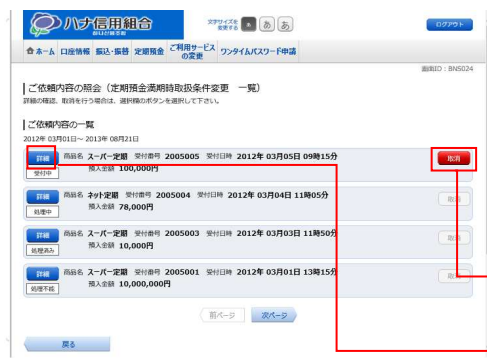 ハナ信用組合
文字サイズを
変更する あ あ あ
ログアウト
ホーム 口座情報 振込・振替 定期預金 ご利用サービス
の変更 ワンタイムパスワード申請
画面ID：BNS024
ご依頼内容の照会（定期預金満期時取扱条件変更 一覧）
詳細の確認、取消を行う場合は、選択欄のボタンを選択して下さい。
ご依頼内容の一覧
2012年 03月01日～ 2013年 08月21日
詳細 商品名 スーパー定期 受付番号 2005005 受付日時 2012年 03月05日 09時15分 取消
受付中 預入金額 100,000円
詳細 商品名 ネット定期 受付番号 2005004 受付日時 2012年 03月04日 11時05分 取消
処理中 預入金額 78,000円
詳細 商品名 スーパー定期 受付番号 2005003 受付日時 2012年 03月03日 11時50分 取消
処理済み 預入金額 10,000円
詳細 商品名 スーパー定期 受付番号 2005001 受付日時 2012年 03月01日 13時15分 取消
処理不能 預入金額 10,000,000円
前ページ 次ページ
戻る